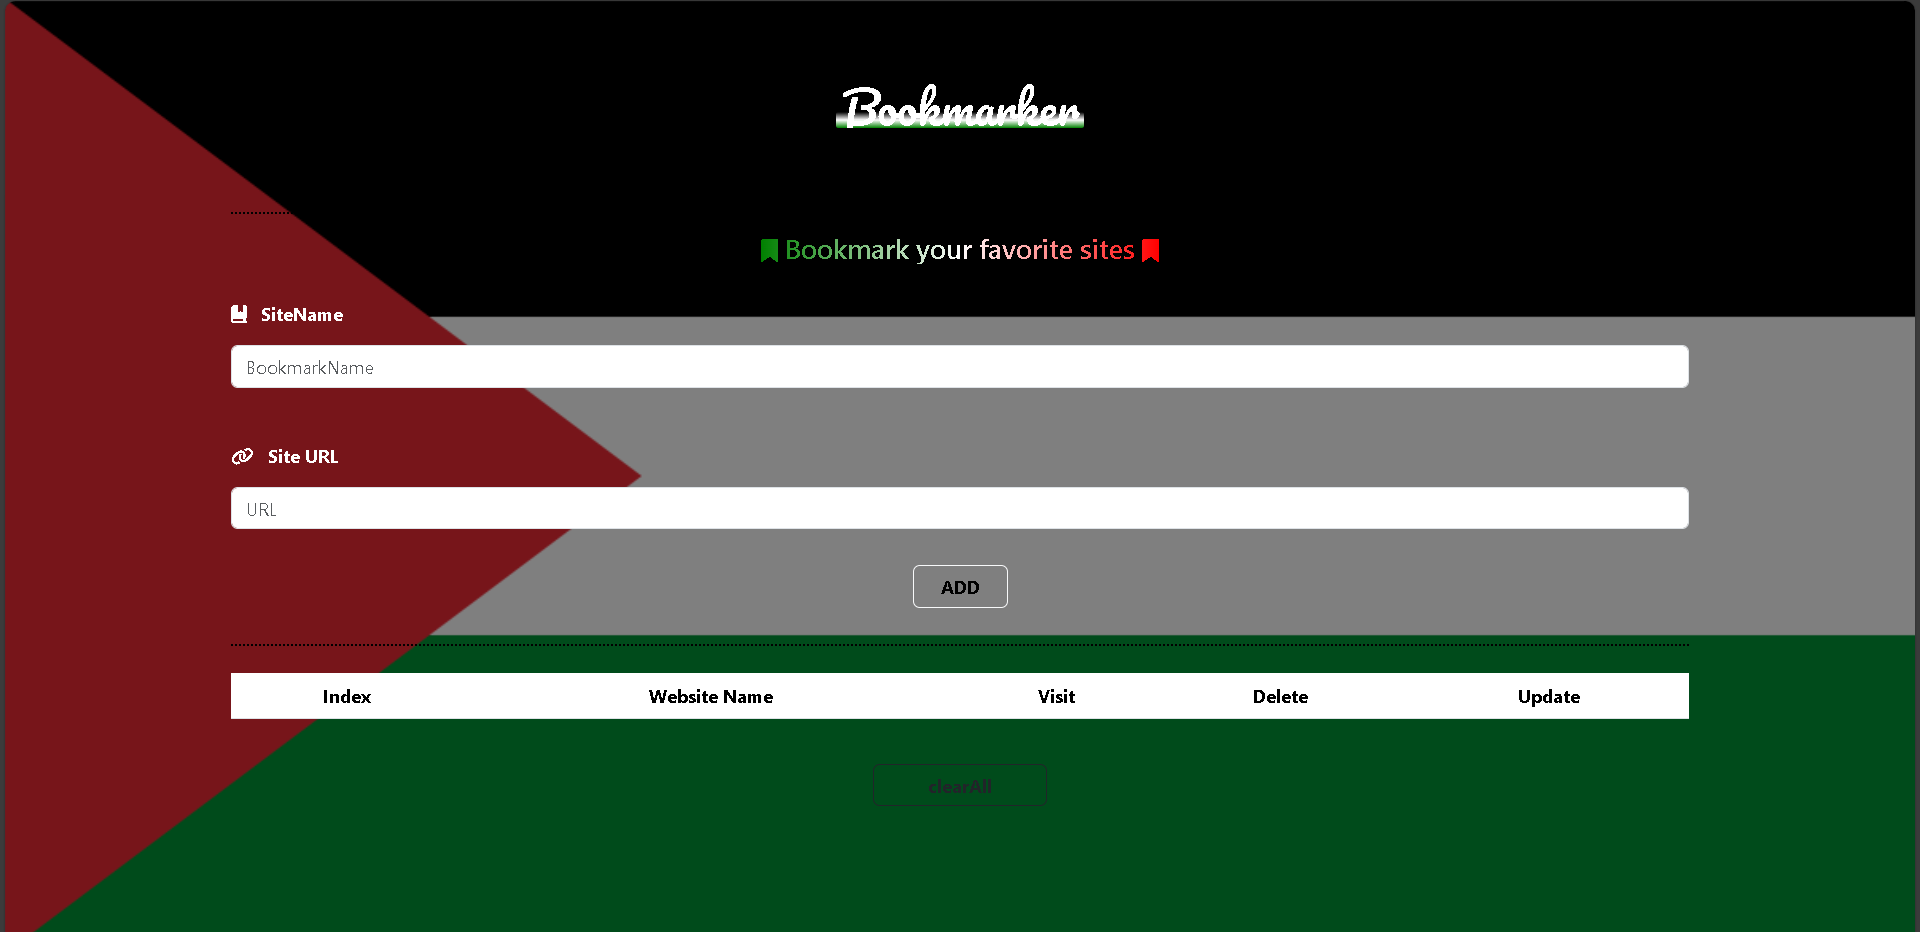 Bookmarker
Bookmark your favorite sites
SiteName
BookmarkName
Site URL
URL
ADD
Index Website Name Visit Delete Update
clearAll